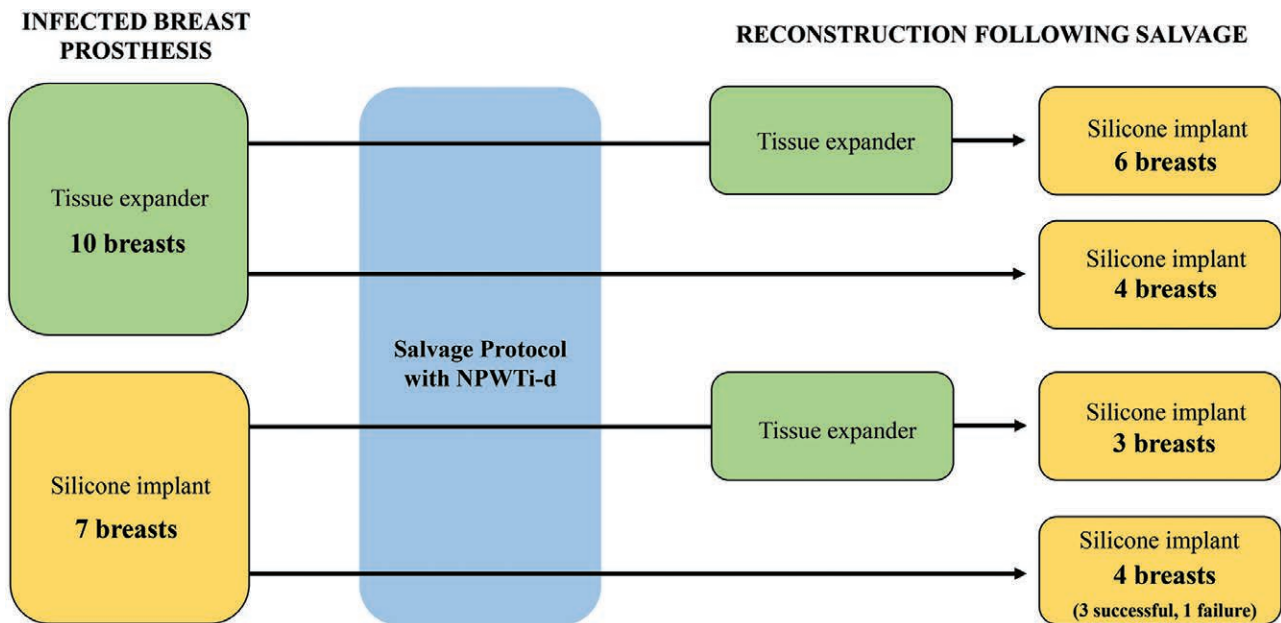 INFECTED BREAST
PROSTHESIS
RECONSTRUCTION FOLLOWING SALVAGE
Tissue expander
10 breasts
Salvage Protocol
with NPWTi-d
Tissue expander
Silicone implant
6 breasts
Silicone implant
4 breasts
Silicone implant
7 breasts
Tissue expander
Silicone implant
3 breasts
Silicone implant
4 breasts
(3 successful, 1 failure)